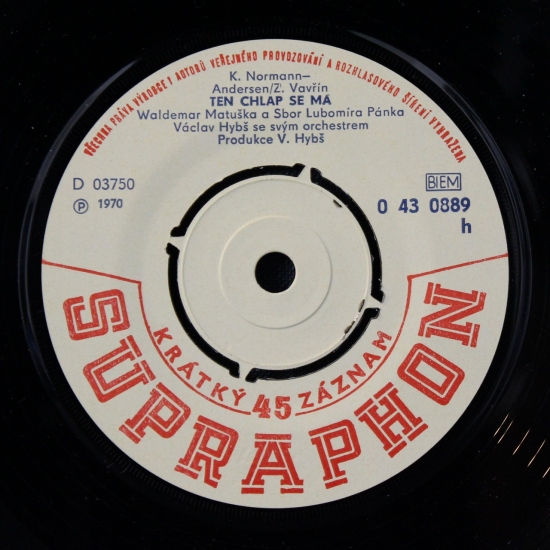 VŠECHNA PRÁVA VÝROBCE I AUTORŮ VEŘEJNÉHO PROVOZOVÁNÍ A ROZHLASOVÉHO ŠÍŘENÍ VYHRAŽENA
K. Normann–
Andersen/Z. Vavřín
TEN CHLAP SE MÁ
Waldemar Matuška a Sbor Lubomíra Pánka
Václav Hybš se svým orchestrem
Produkce V. Hybš
D 03750
BIEM
Ⓟ 1970
0 43 0889
h
KRÁTKÝ 45 ZÁZNAM
SUPRAPHON